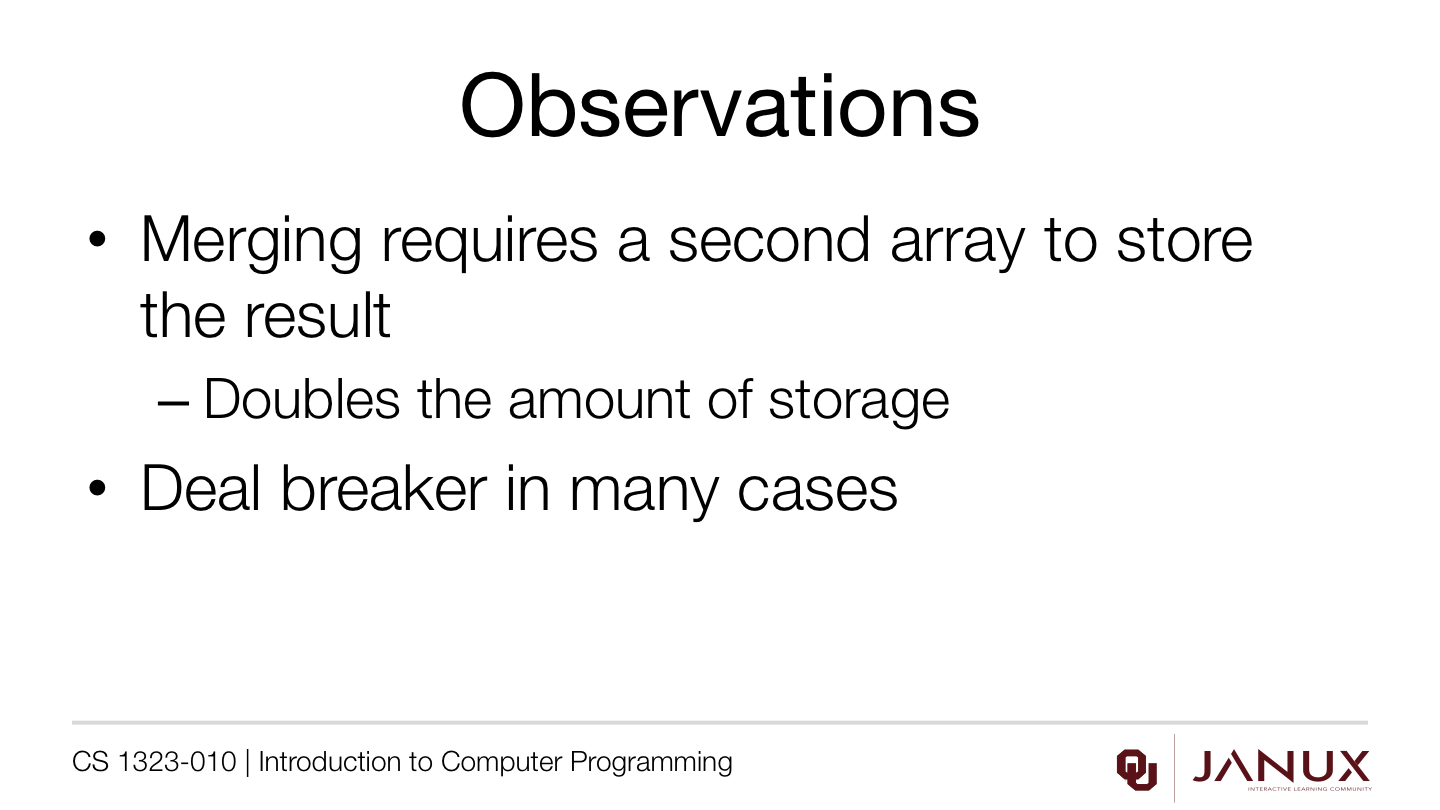 Observations
• Merging requires a second array to store
the result
– Doubles the amount of storage
• Deal breaker in many cases
CS 1323-010 | Introduction to Computer Programming
OU
JANUX
INTERACTIVE LEARNING COMMUNITY